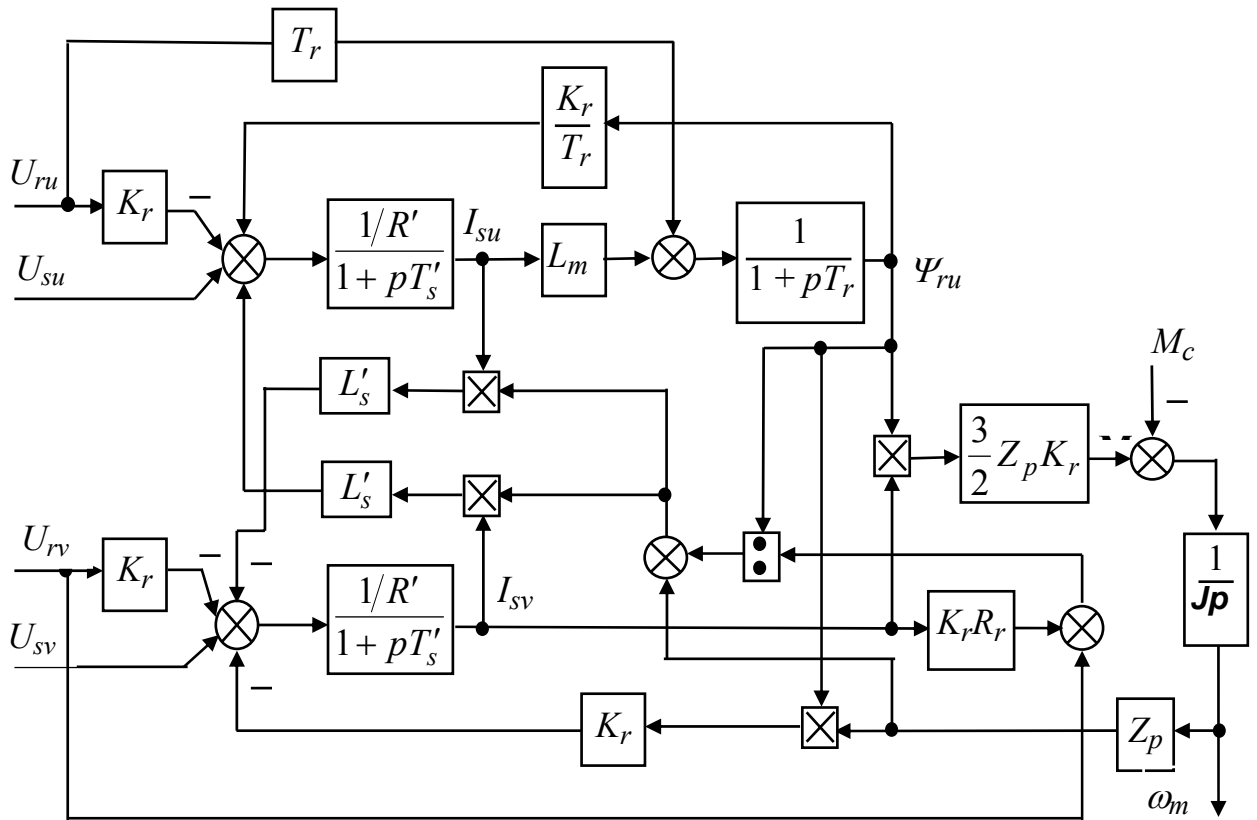 T_r
K_r
T_r
U_ru
K_r
–
1/R'
1 + pT'_s
I_su
L_m
1
1 + pT_r
Ψ_ru
U_su
M_c
–
L'_s
3
2
Z_p K_r
L'_s
U_rv
K_r
–
–
1/R'
1 + pT'_s
I_sv
K_r R_r
1
Jp
U_sv
–
K_r
Z_p
ω_m